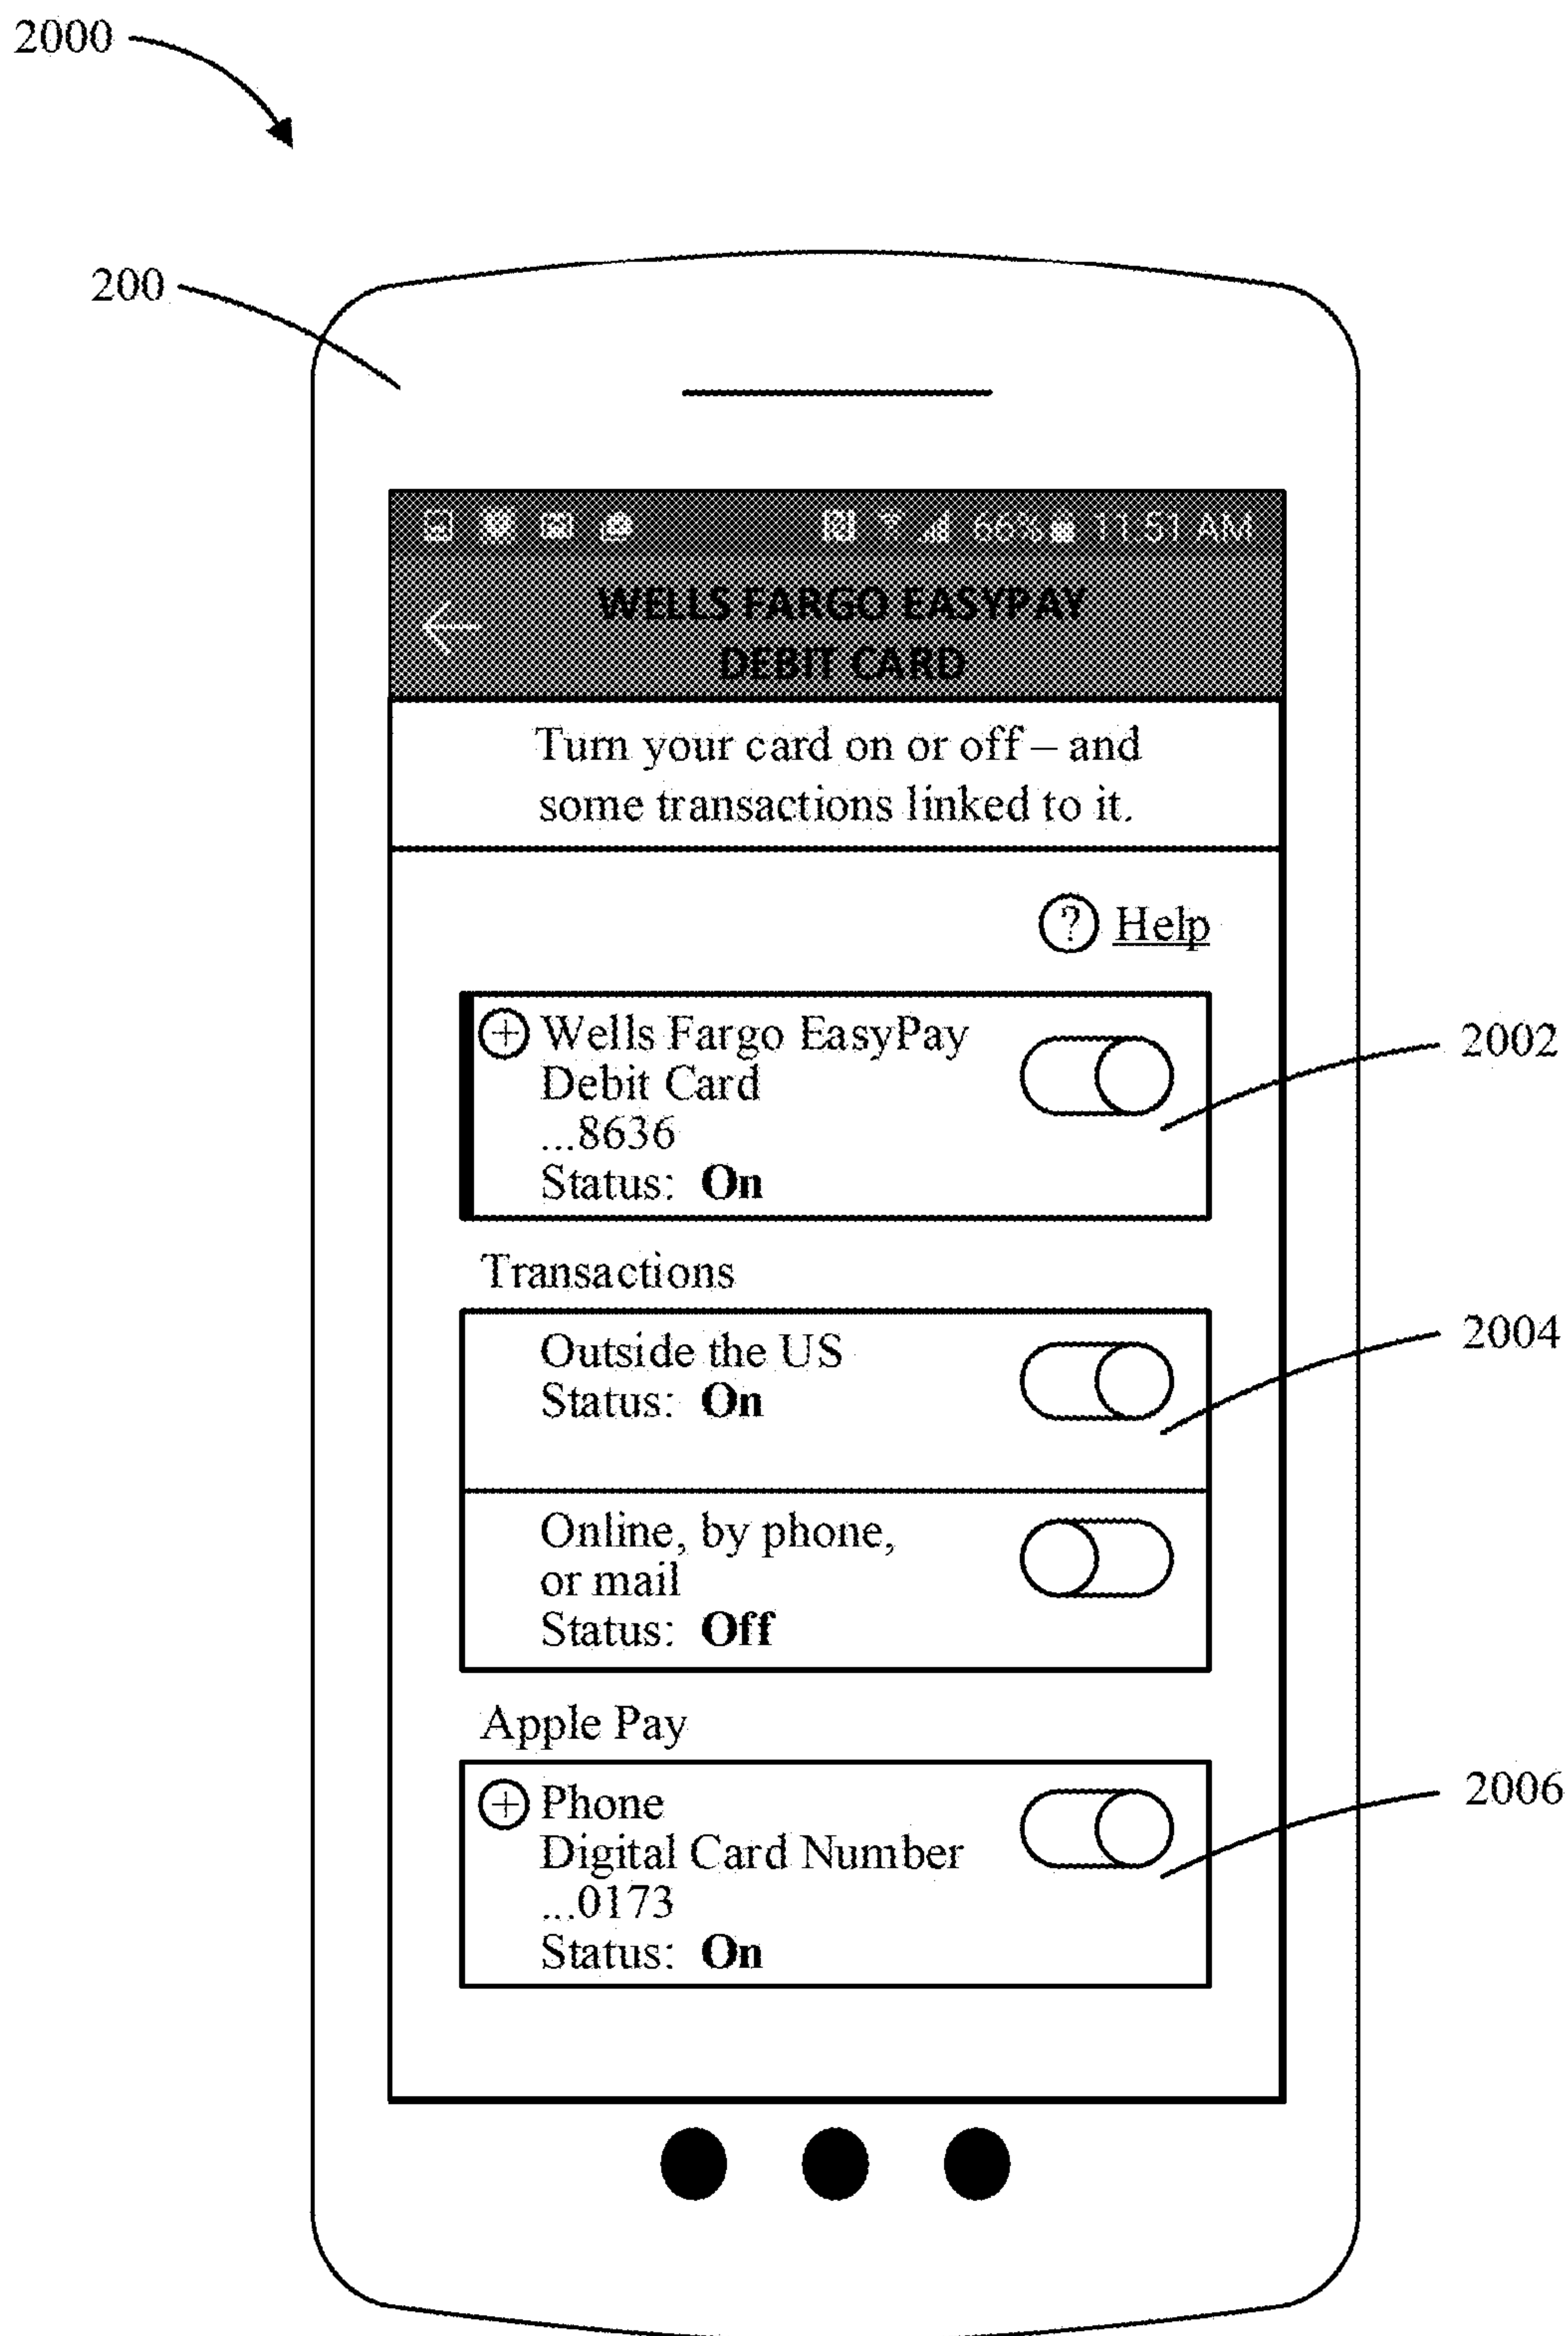 2000
200
66% 11:51 AM
WELLS FARGO EASYPAY
DEBIT CARD
Turn your card on or off – and
some transactions linked to it.
? Help
Wells Fargo EasyPay
Debit Card
...8636
Status: On
2002
Transactions
Outside the US
Status: On
2004
Online, by phone,
or mail
Status: Off
Apple Pay
Phone
Digital Card Number
...0173
Status: On
2006